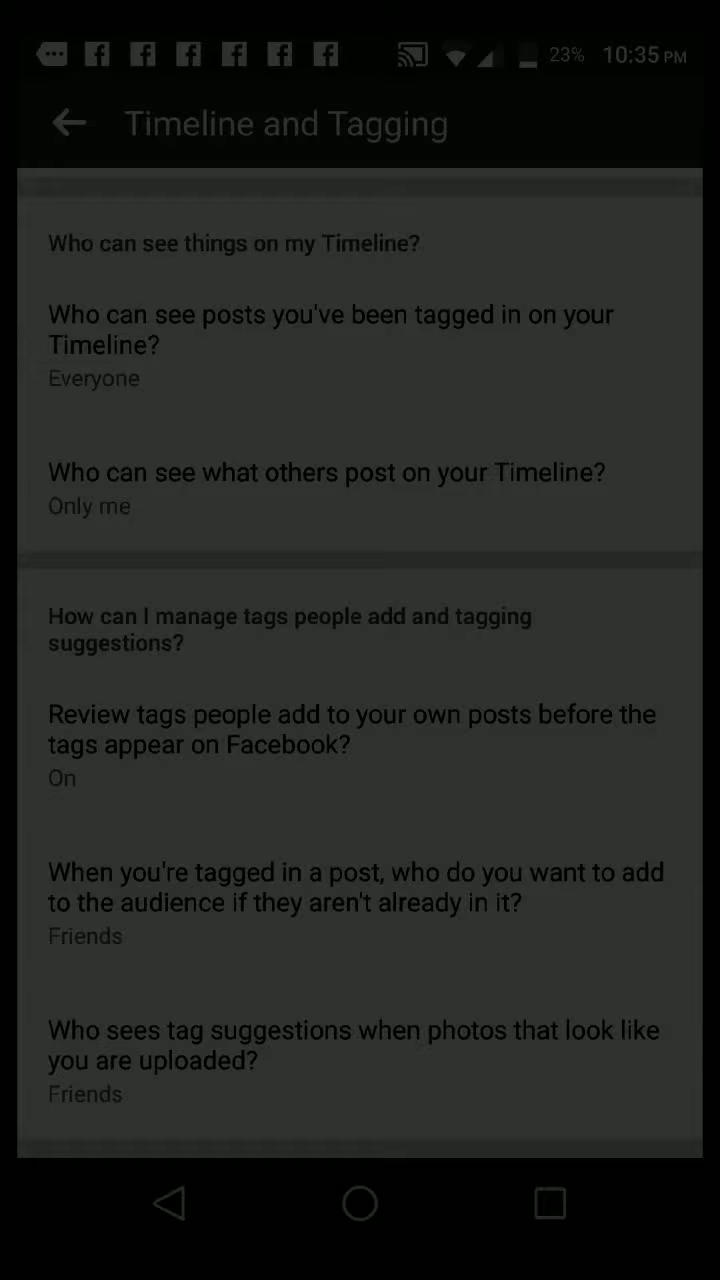 23% 10:35 PM
Timeline and Tagging
Who can see things on my Timeline?
Who can see posts you've been tagged in on your
Timeline?
Everyone
Who can see what others post on your Timeline?
Only me
How can I manage tags people add and tagging
suggestions?
Review tags people add to your own posts before the
tags appear on Facebook?
On
When you're tagged in a post, who do you want to add
to the audience if they aren't already in it?
Friends
Who sees tag suggestions when photos that look like
you are uploaded?
Friends